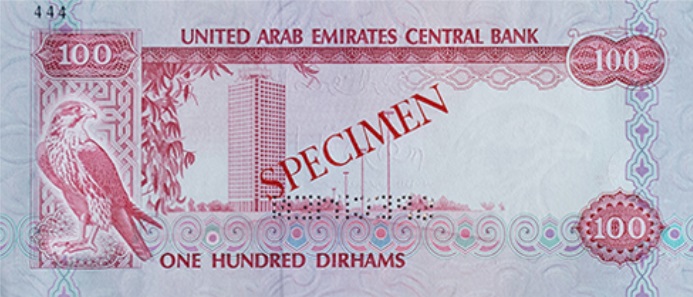 444
UNITED ARAB EMIRATES CENTRAL BANK
100
100
SPECIMEN
100
ONE HUNDRED DIRHAMS